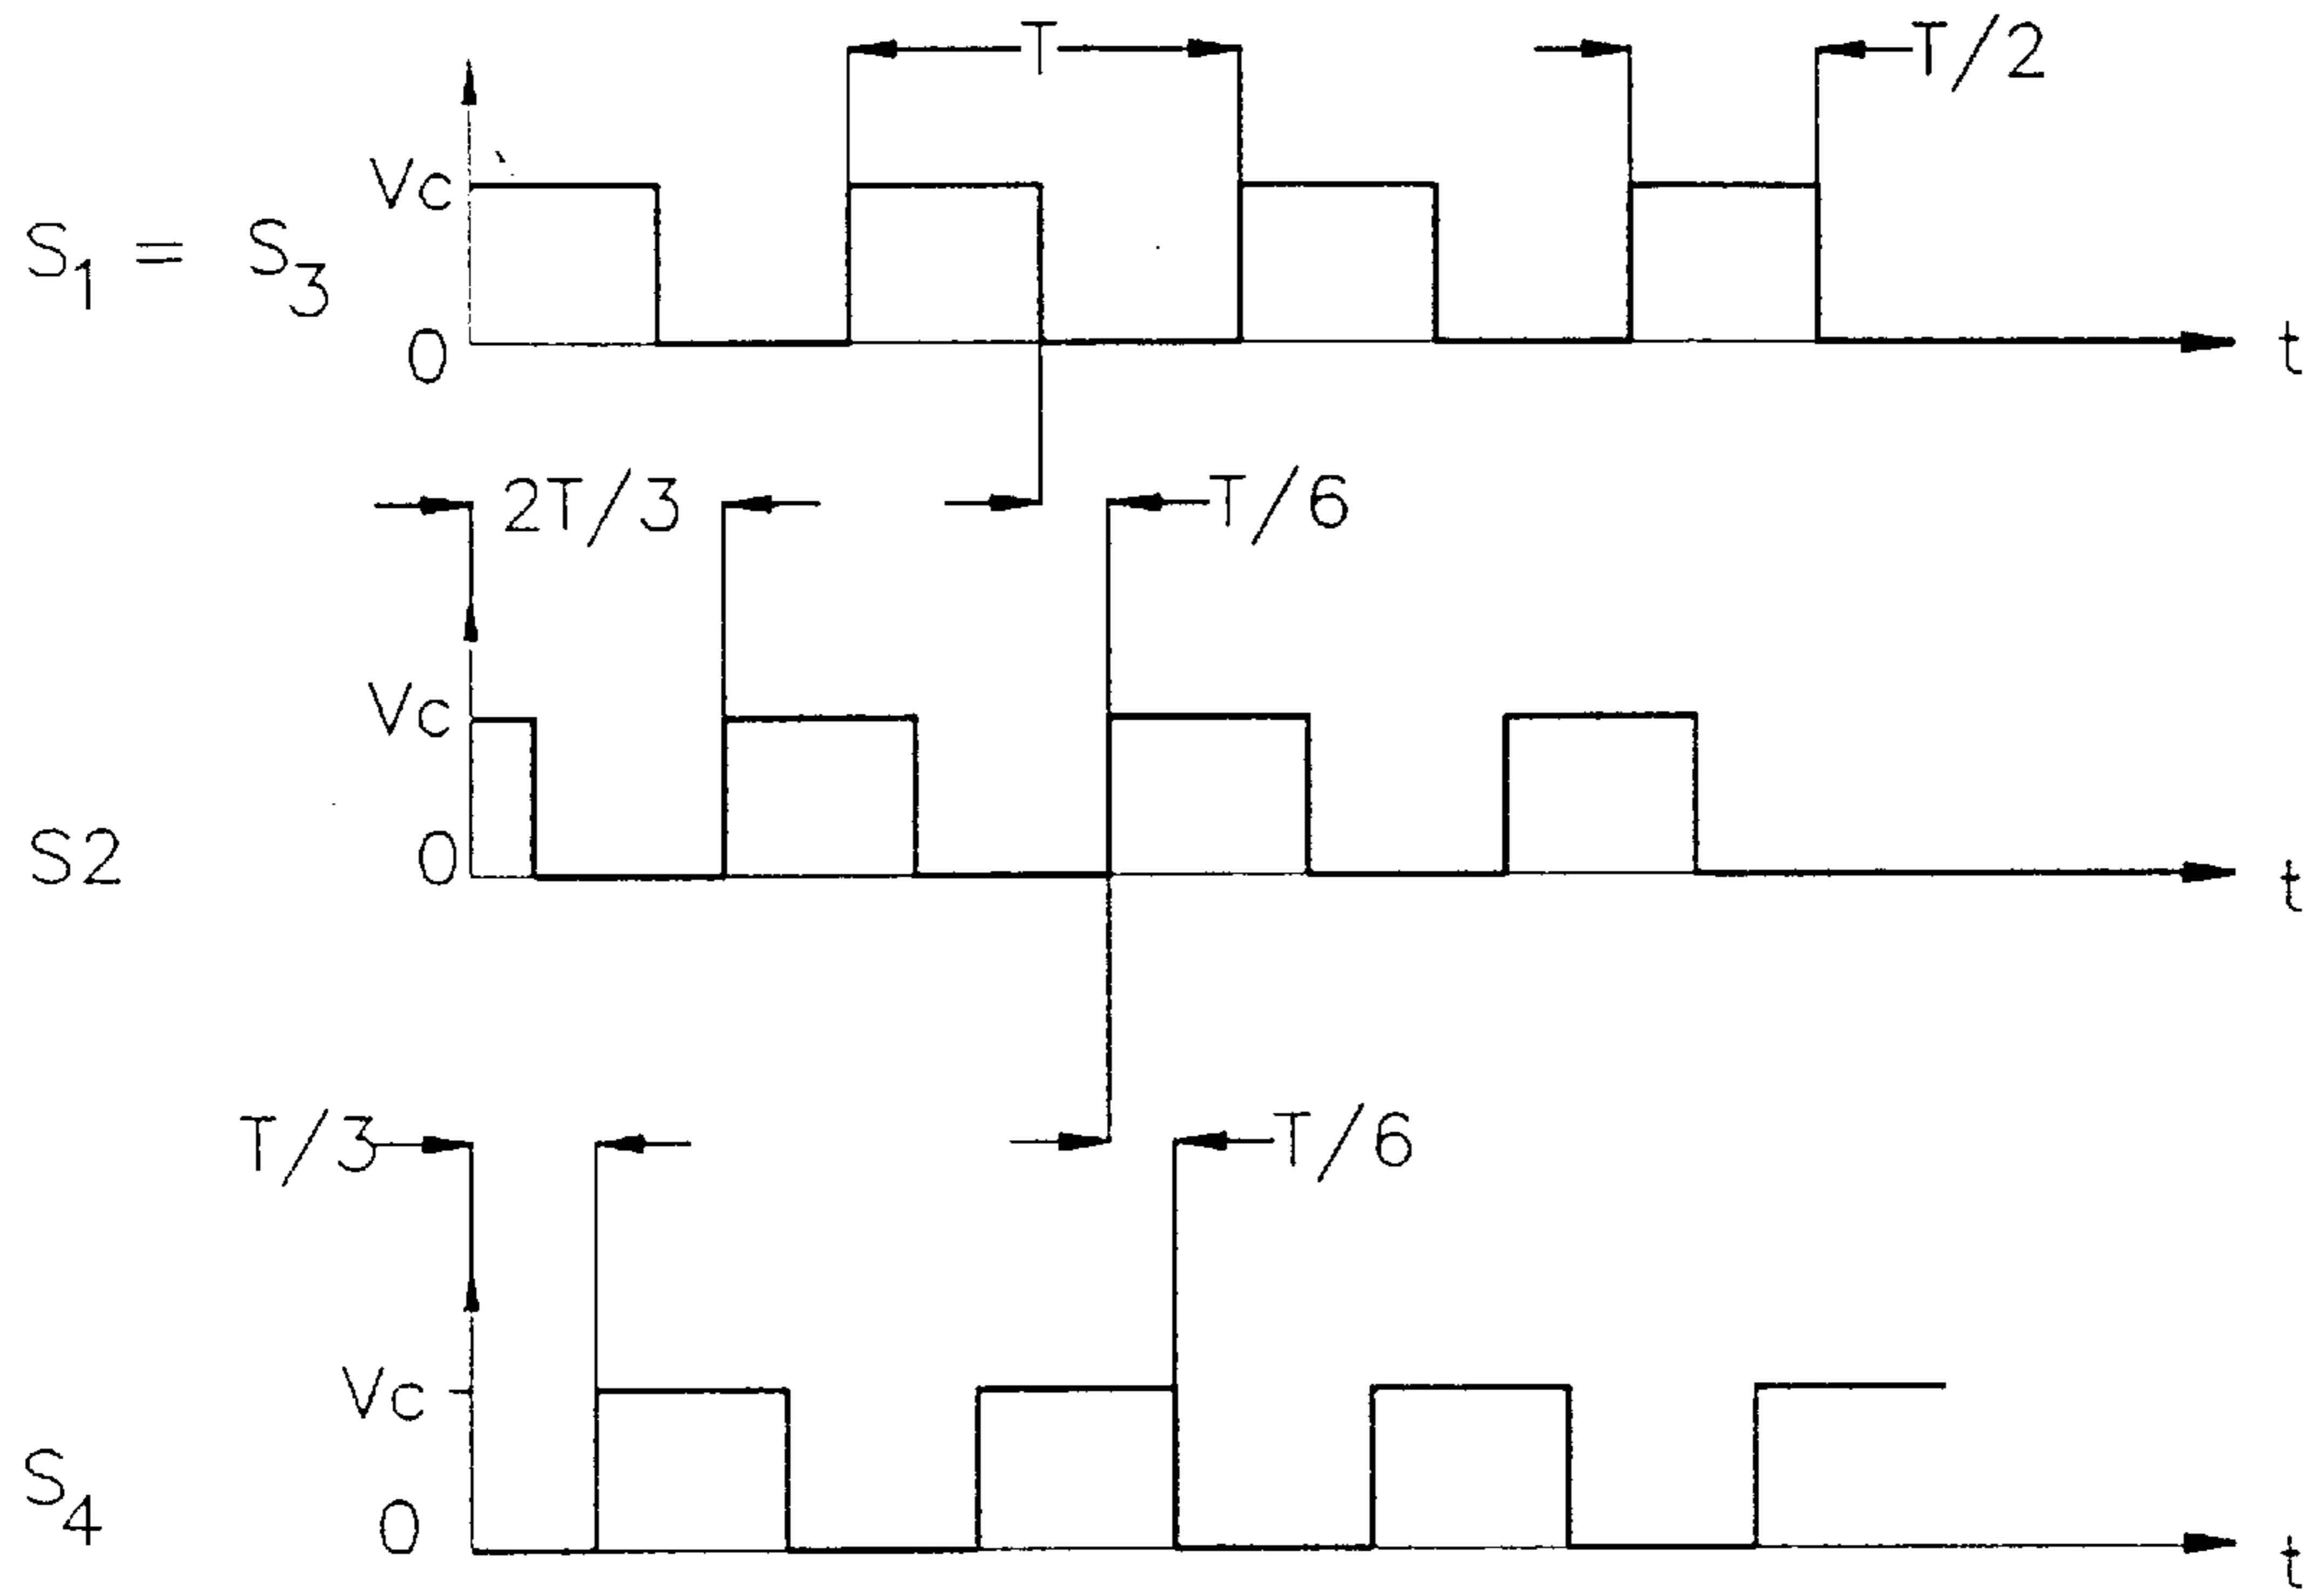 T T/2
Vc
S1 = S3
0 t
2T/3 T/6
Vc
S2 0 t
T/3 T/6
Vc
S4 0 t